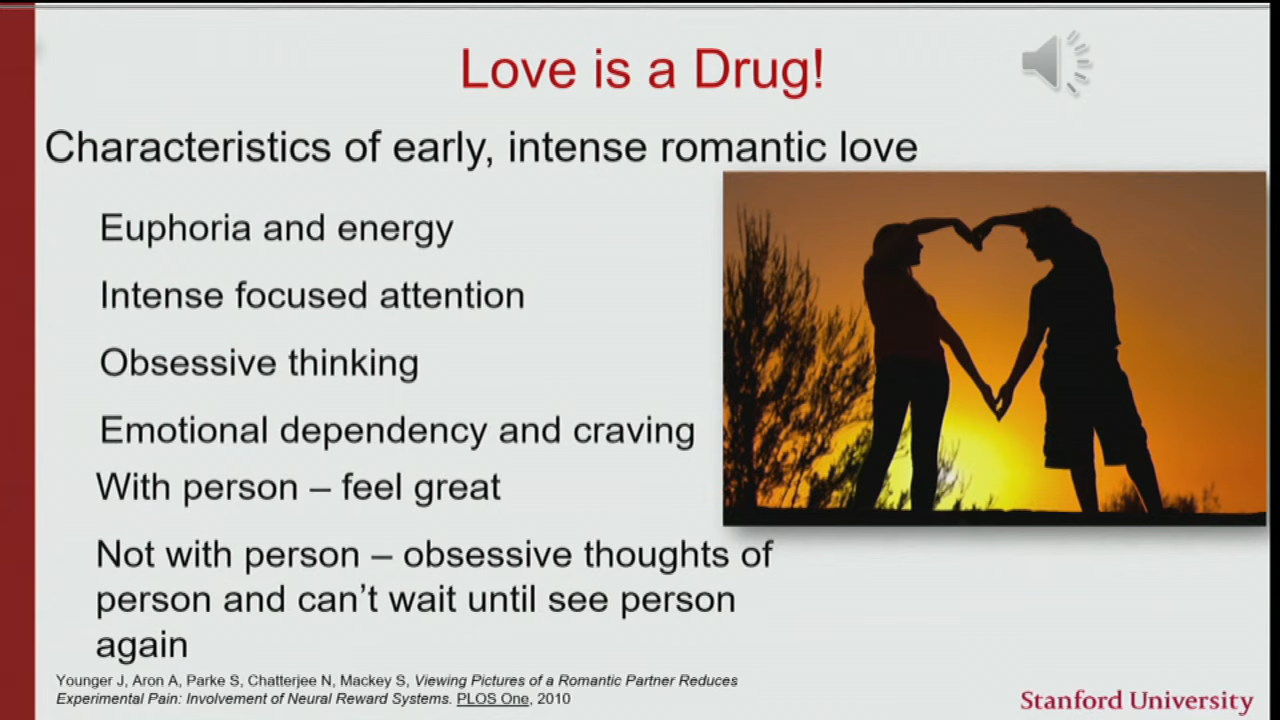 Love is a Drug!
Characteristics of early, intense romantic love
Euphoria and energy
Intense focused attention
Obsessive thinking
Emotional dependency and craving
With person – feel great
Not with person – obsessive thoughts of
person and can’t wait until see person
again
Younger J, Aron A, Parke S, Chatterjee N, Mackey S, Viewing Pictures of a Romantic Partner Reduces
Experimental Pain: Involvement of Neural Reward Systems. PLOS One, 2010
Stanford University